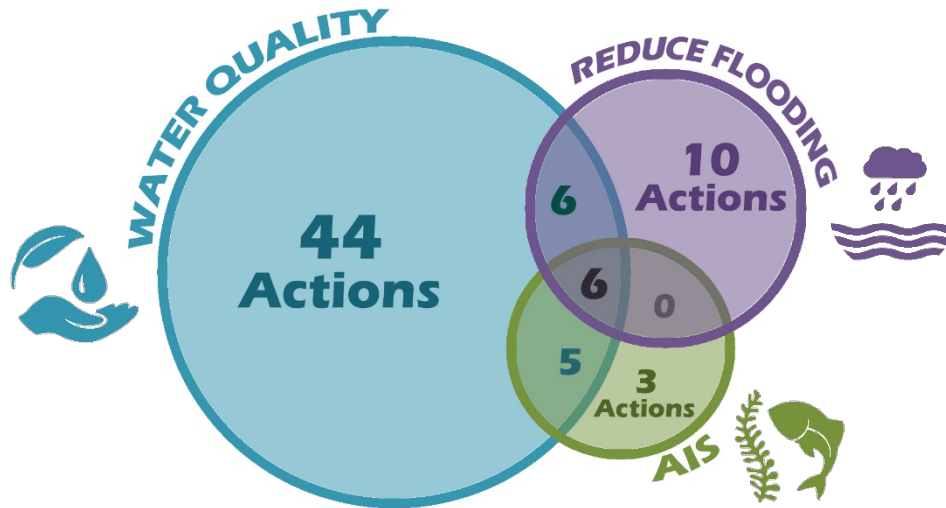 WATER QUALITY
REDUCE FLOODING
44
Actions
10
Actions
6
6
0
5
3
Actions
AIS